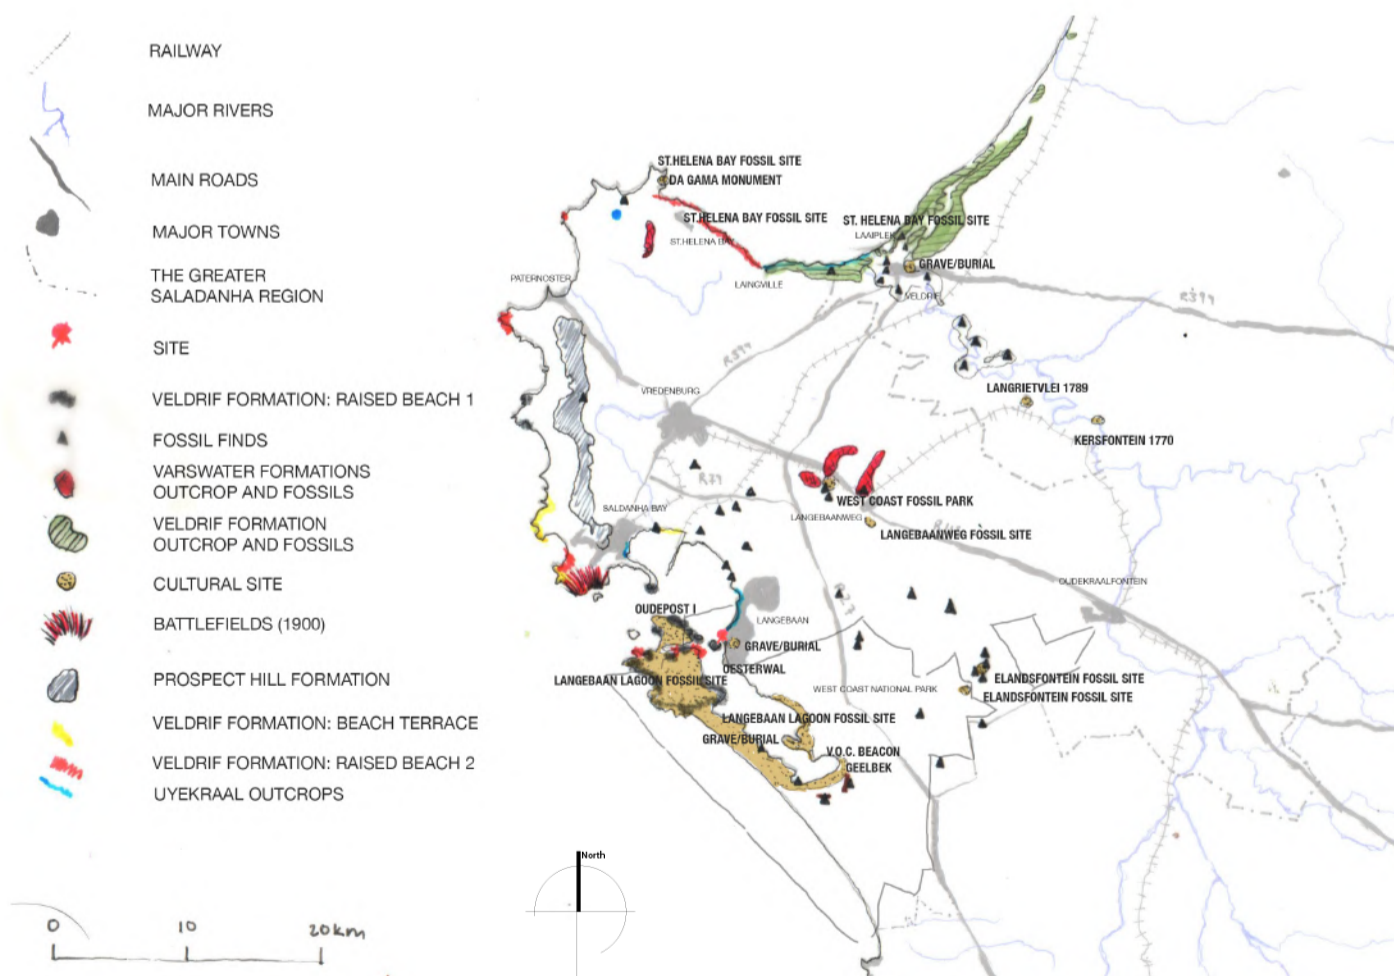 RAILWAY
MAJOR RIVERS
MAIN ROADS
MAJOR TOWNS
THE GREATER
SALADANHA REGION
SITE
VELDRIF FORMATION: RAISED BEACH 1
FOSSIL FINDS
VARSWATER FORMATIONS
OUTCROP AND FOSSILS
VELDRIF FORMATION
OUTCROP AND FOSSILS
CULTURAL SITE
BATTLEFIELDS (1900)
PROSPECT HILL FORMATION
VELDRIF FORMATION: BEACH TERRACE
VELDRIF FORMATION: RAISED BEACH 2
UYEKRAAL OUTCROPS
0 10 20km
North
ST.HELENA BAY FOSSIL SITE
DA GAMA MONUMENT
ST.HELENA BAY FOSSIL SITE
ST.HELENA BAY
ST. HELENA BAY FOSSIL SITE
LAAIPLEK
GRAVE/BURIAL
PATERNOSTER
LAINGVILLE
VELDRIF
R399
R399
LANGRIETVLEI 1789
VREDENBURG
KERSFONTEIN 1770
R79
WEST COAST FOSSIL PARK
SALDANHA BAY
LANGEBAANWEG
LANGEBAANWEG FOSSIL SITE
OUDEKRAALFONTEIN
R27
OUDEPOST I
LANGEBAAN
GRAVE/BURIAL
OESTERWAL
LANGEBAAN LAGOON FOSSIL SITE
WEST COAST NATIONAL PARK
ELANDSFONTEIN FOSSIL SITE
ELANDSFONTEIN FOSSIL SITE
LANGEBAAN LAGOON FOSSIL SITE
GRAVE/BURIAL
V.O.C. BEACON
GEELBEK